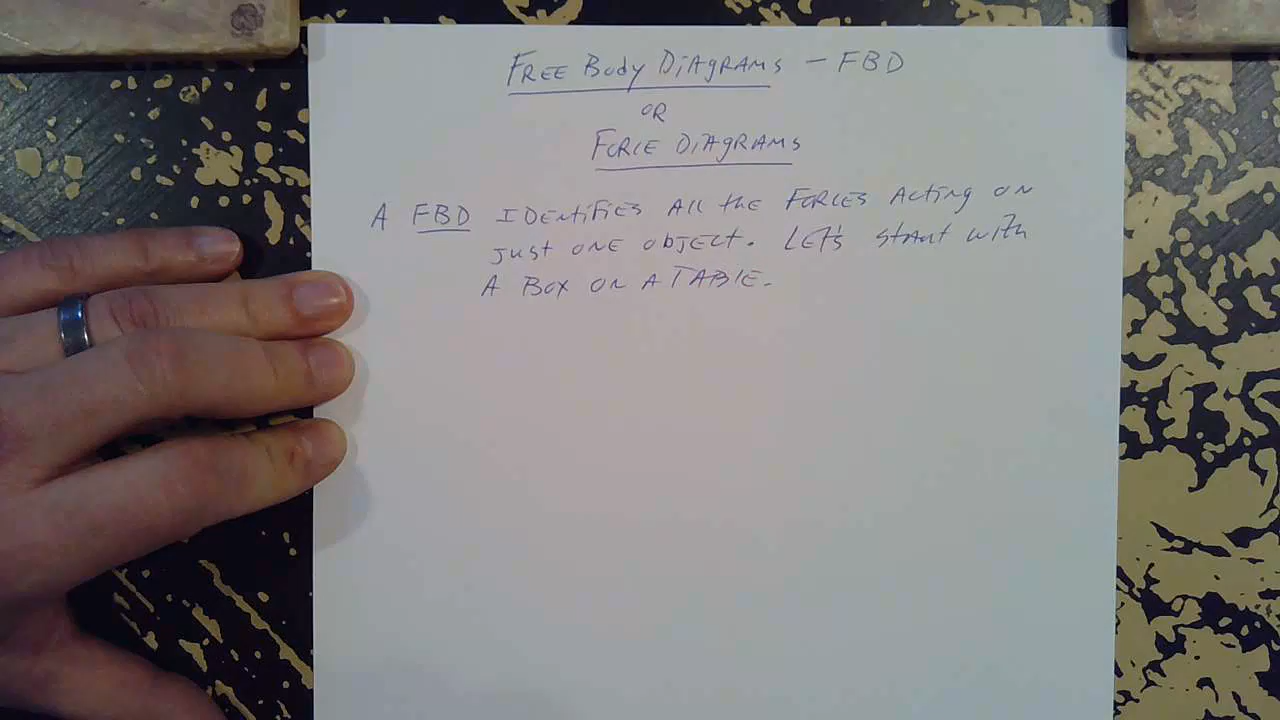 FREE Body DiAgRAMS - FBD
OR
FORCE DiAgRAMS
A FBD IDEntifiES All the FORCES Acting on
just ONE object. LET'S start with
A Box on A TABLE.